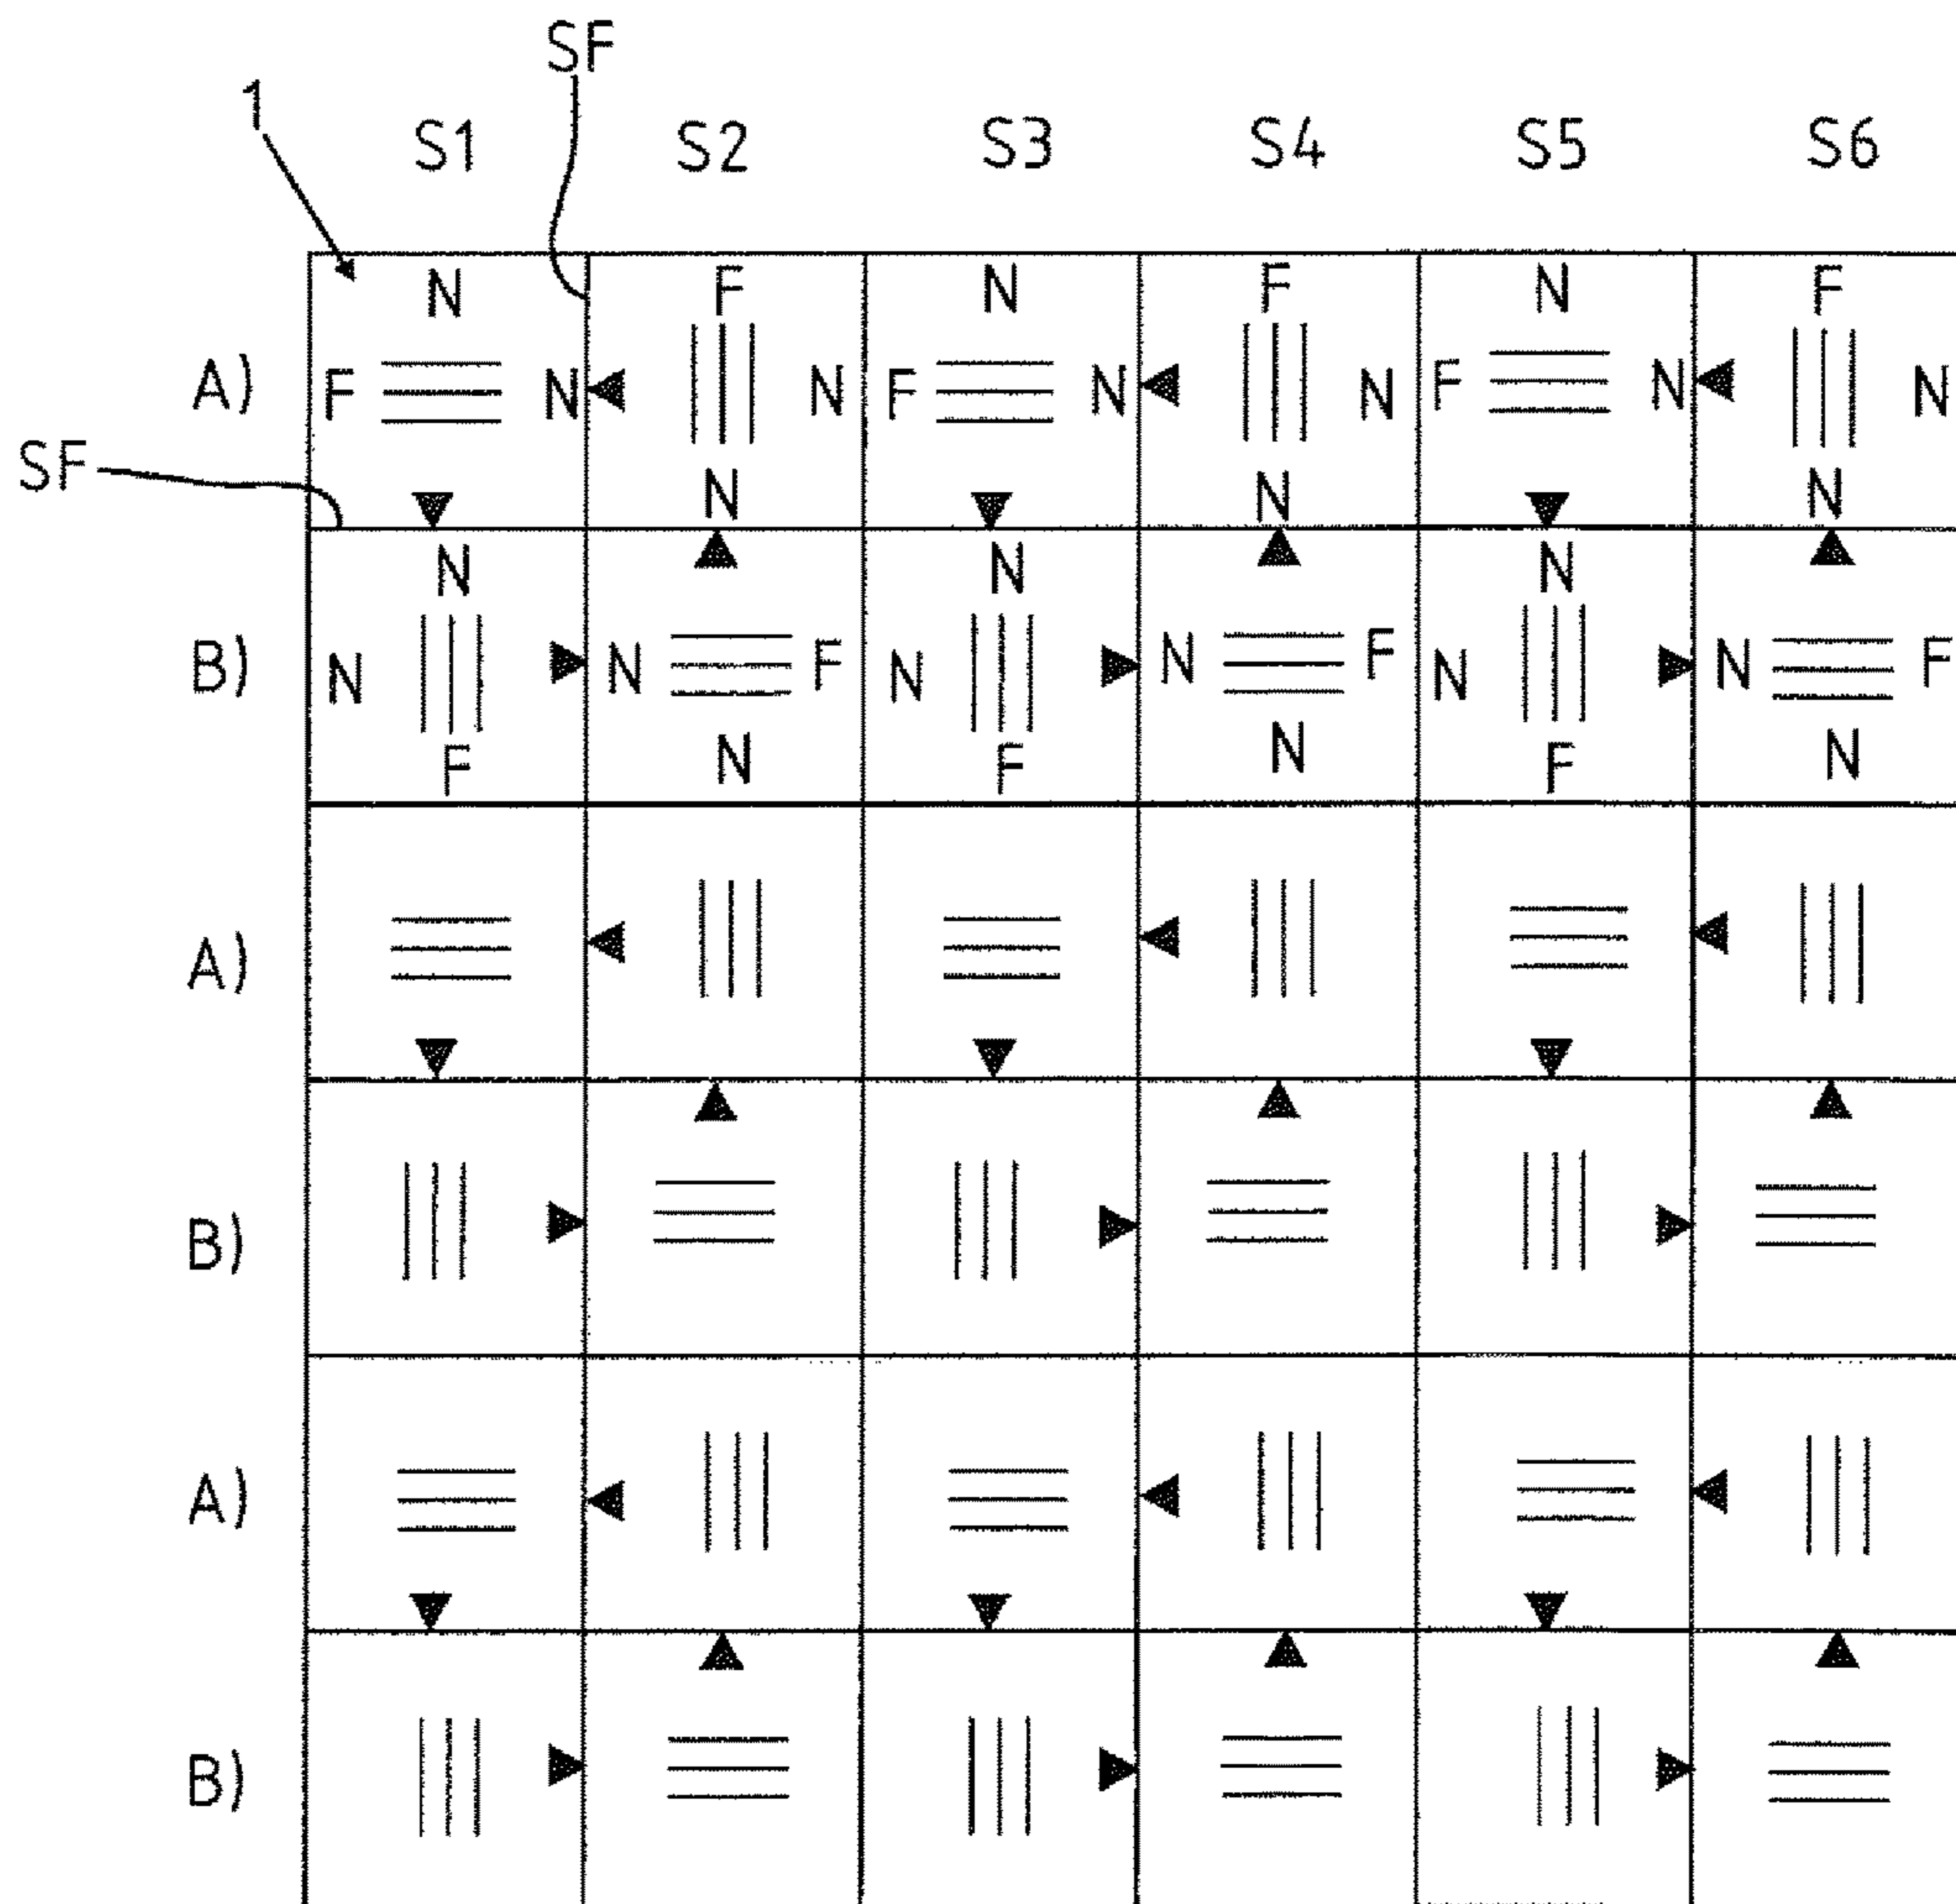 SF
1 S1 S2 S3 S4 S5 S6
N F N F N F
A) F N N F N N F N N
SF N N N
N N N
B) N N F N N F N N F
F N F N F N
A)
B)
A)
B)